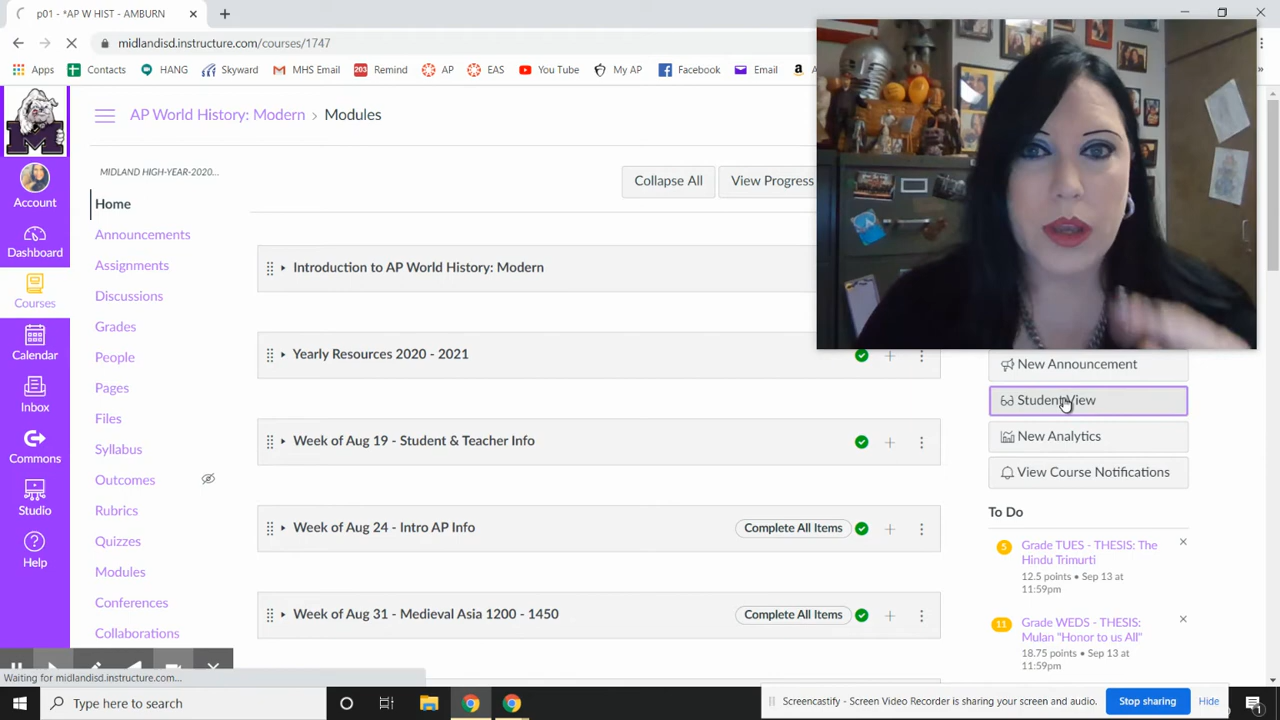 p01 - *AP W HIST - AMBURN
midlandisd.instructure.com/courses/1747
Apps
Contacts
HANG
Skyward
MHS Email
203
Remind
AP
EAS
You Tube
My AP
Facebook
Email
AP World History: Modern > Modules
M
MIDLAND HIGH-YEAR-2020...
Collapse All
View Progress
Account
Dashboard
Courses
Calendar
Inbox
Commons
Studio
Help
Home
Announcements
Assignments
Discussions
Grades
People
Pages
Files
Syllabus
Outcomes
Rubrics
Quizzes
Modules
Conferences
Collaborations
Introduction to AP World History: Modern
Yearly Resources 2020 - 2021
Week of Aug 19 - Student & Teacher Info
Week of Aug 24 - Intro AP Info
Complete All Items
Week of Aug 31 - Medieval Asia 1200 - 1450
Complete All Items
New Announcement
Student View
New Analytics
View Course Notifications
To Do
5
Grade TUES - THESIS: The
Hindu Trimurti
12.5 points • Sep 13 at
11:59pm
11
Grade WEDS - THESIS:
Mulan "Honor to us All"
18.75 points • Sep 13 at
11:59pm
Waiting for midlandisd.instructure.com...
Type here to search
Screencastify - Screen Video Recorder is sharing your screen and audio.
Stop sharing
Hide
1